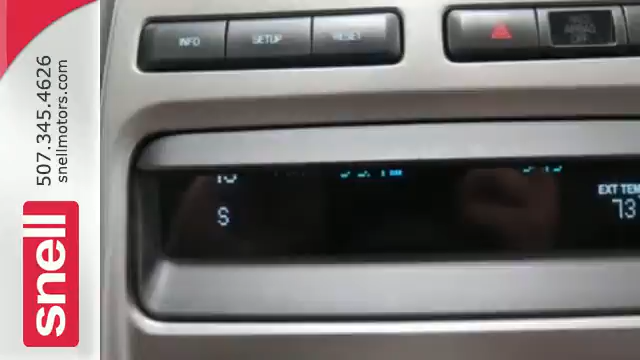 507.345.4626
snellmotors.com
snell
INFO
SETUP
RESET
S
EXT TEM
73